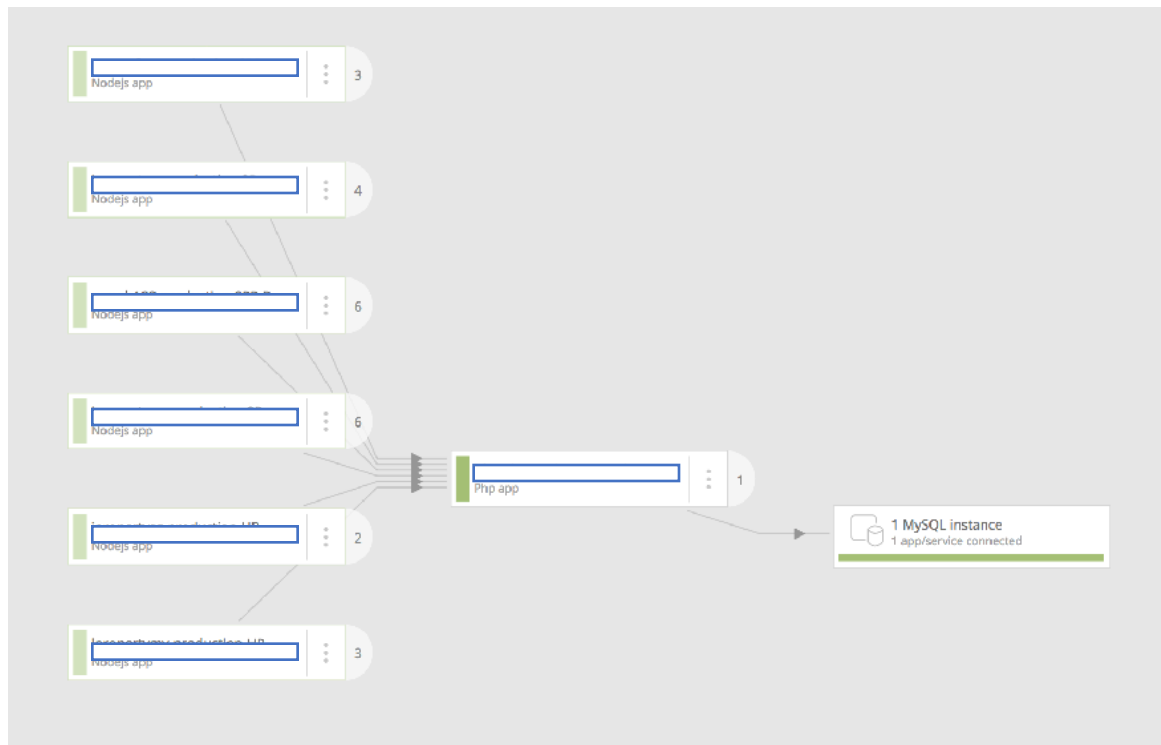 Nodejs app
3
Nodejs app
4
Nodejs app
6
Nodejs app
6
Php app
1
1 MySQL instance
1 app/service connected
Nodejs app
2
Nodejs app
3